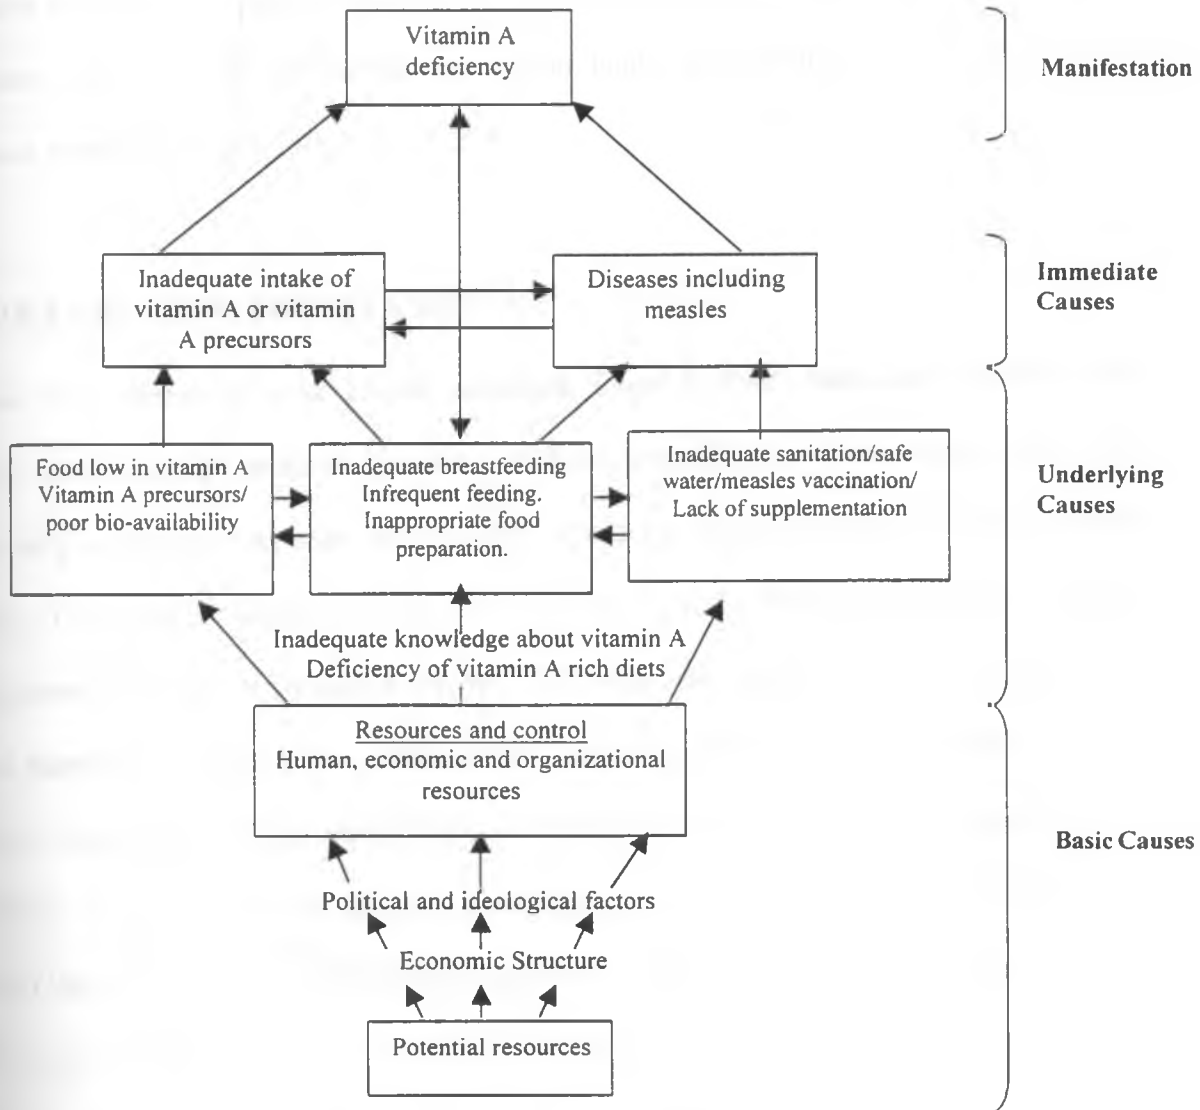 Vitamin A
deficiency
Manifestation
Inadequate intake of
vitamin A or vitamin
A precursors
Diseases including
measles
Immediate
Causes
Food low in vitamin A
Vitamin A precursors/
poor bio-availability
Inadequate breastfeeding
Infrequent feeding.
Inappropriate food
preparation.
Inadequate sanitation/safe
water/measles vaccination/
Lack of supplementation
Underlying
Causes
Inadequate knowledge about vitamin A
Deficiency of vitamin A rich diets
Resources and control
Human, economic and organizational
resources
Basic Causes
Political and ideological factors
Economic Structure
Potential resources